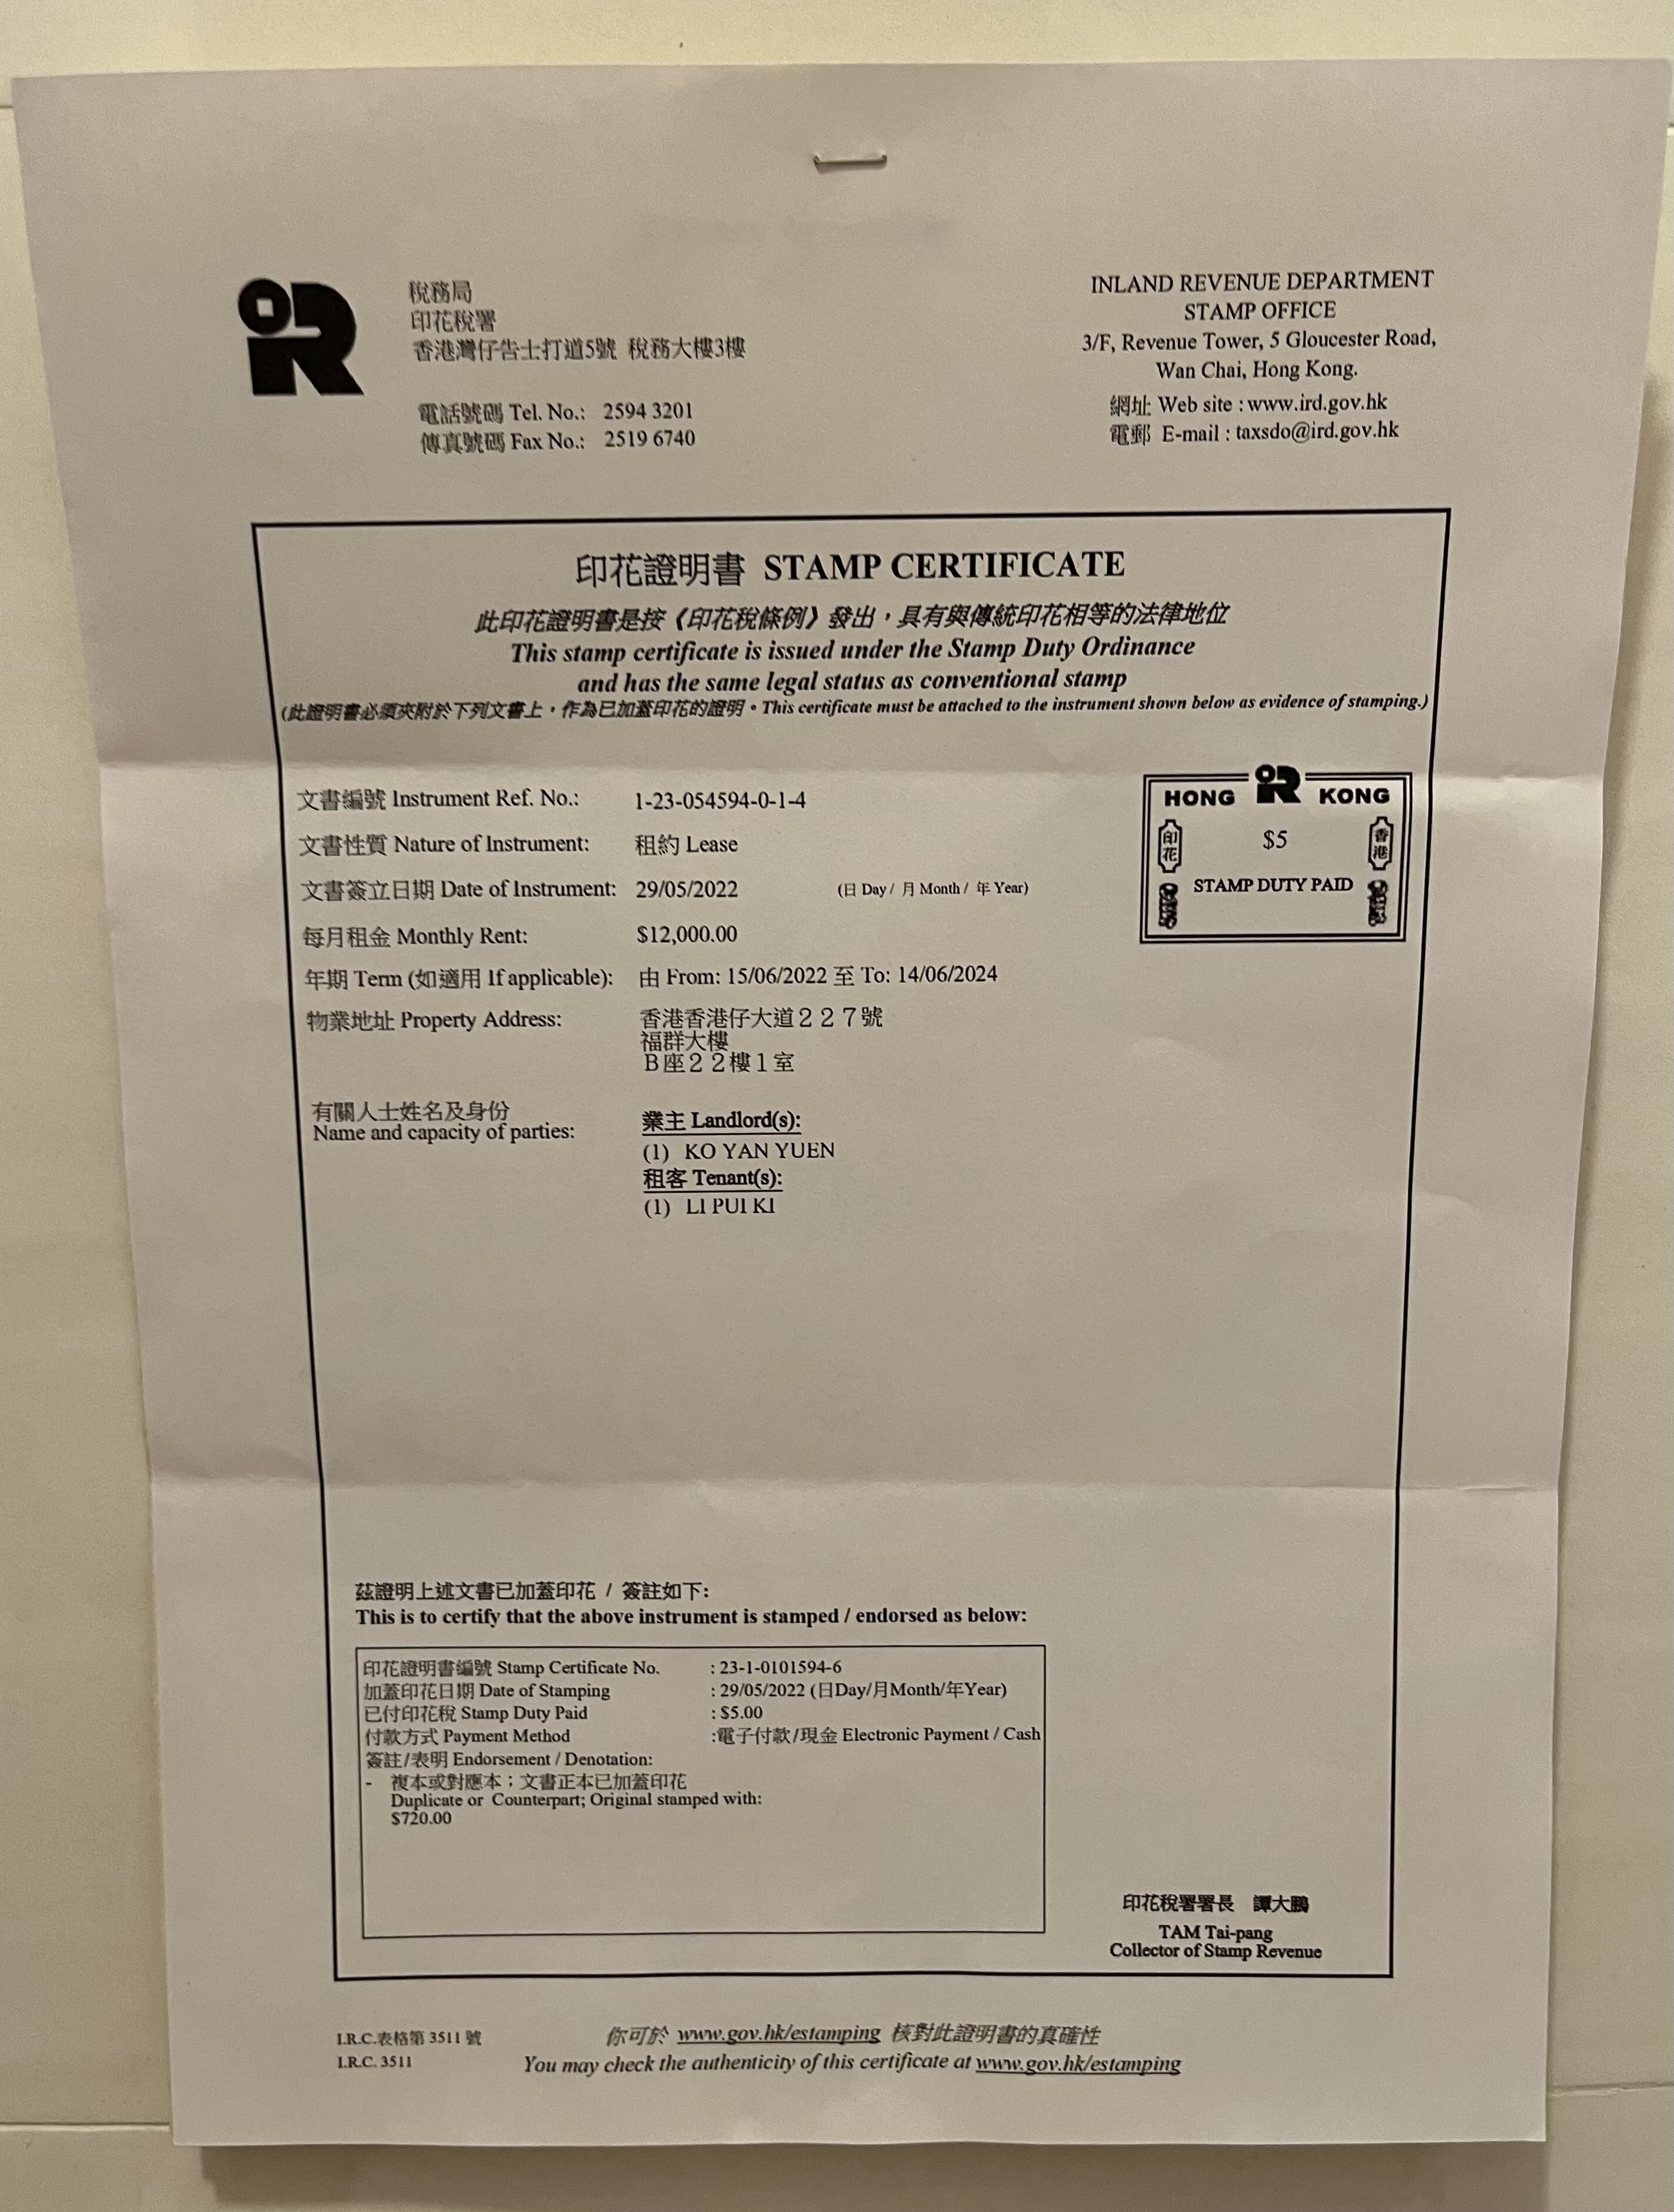 稅務局
印花稅署
香港灣仔告士打道5號 稅務大樓3樓
電話號碼 Tel. No.: 2594 3201
傳真號碼 Fax No.: 2519 6740
INLAND REVENUE DEPARTMENT
STAMP OFFICE
3/F, Revenue Tower, 5 Gloucester Road,
Wan Chai, Hong Kong.
網址 Web site : www.ird.gov.hk
電郵 E-mail : taxsdo@ird.gov.hk
印花證明書 STAMP CERTIFICATE
此印花證明書是按《印花稅條例》發出，具有與傳統印花相等的法律地位
This stamp certificate is issued under the Stamp Duty Ordinance
and has the same legal status as conventional stamp
(此證明書必須夾附於下列文書上，作為已加蓋印花的證明。This certificate must be attached to the instrument shown below as evidence of stamping.)
文書編號 Instrument Ref. No.: 1-23-054594-0-1-4
文書性質 Nature of Instrument: 租約 Lease
文書簽立日期 Date of Instrument: 29/05/2022 (日 Day / 月 Month / 年 Year)
每月租金 Monthly Rent: $12,000.00
年期 Term (如適用 If applicable): 由 From: 15/06/2022 至 To: 14/06/2024
物業地址 Property Address: 香港香港仔大道２２７號
福群大樓
Ｂ座２２樓１室
HONG KONG
印花 $5 香港
STAMP DUTY PAID
有關人士姓名及身份
Name and capacity of parties:
業主 Landlord(s):
(1) KO YAN YUEN
租客 Tenant(s):
(1) LI PUI KI
茲證明上述文書已加蓋印花 / 簽註如下:
This is to certify that the above instrument is stamped / endorsed as below:
印花證明書編號 Stamp Certificate No. : 23-1-0101594-6
加蓋印花日期 Date of Stamping : 29/05/2022 (日Day/月Month/年Year)
已付印花稅 Stamp Duty Paid : $5.00
付款方式 Payment Method :電子付款/現金 Electronic Payment / Cash
簽註/表明 Endorsement / Denotation:
- 複本或對應本；文書正本已加蓋印花
Duplicate or Counterpart; Original stamped with:
$720.00
印花稅署署長 譚大鵬
TAM Tai-pang
Collector of Stamp Revenue
I.R.C.表格第 3511 號
I.R.C. 3511
你可於 www.gov.hk/estamping 核對此證明書的真確性
You may check the authenticity of this certificate at www.gov.hk/estamping